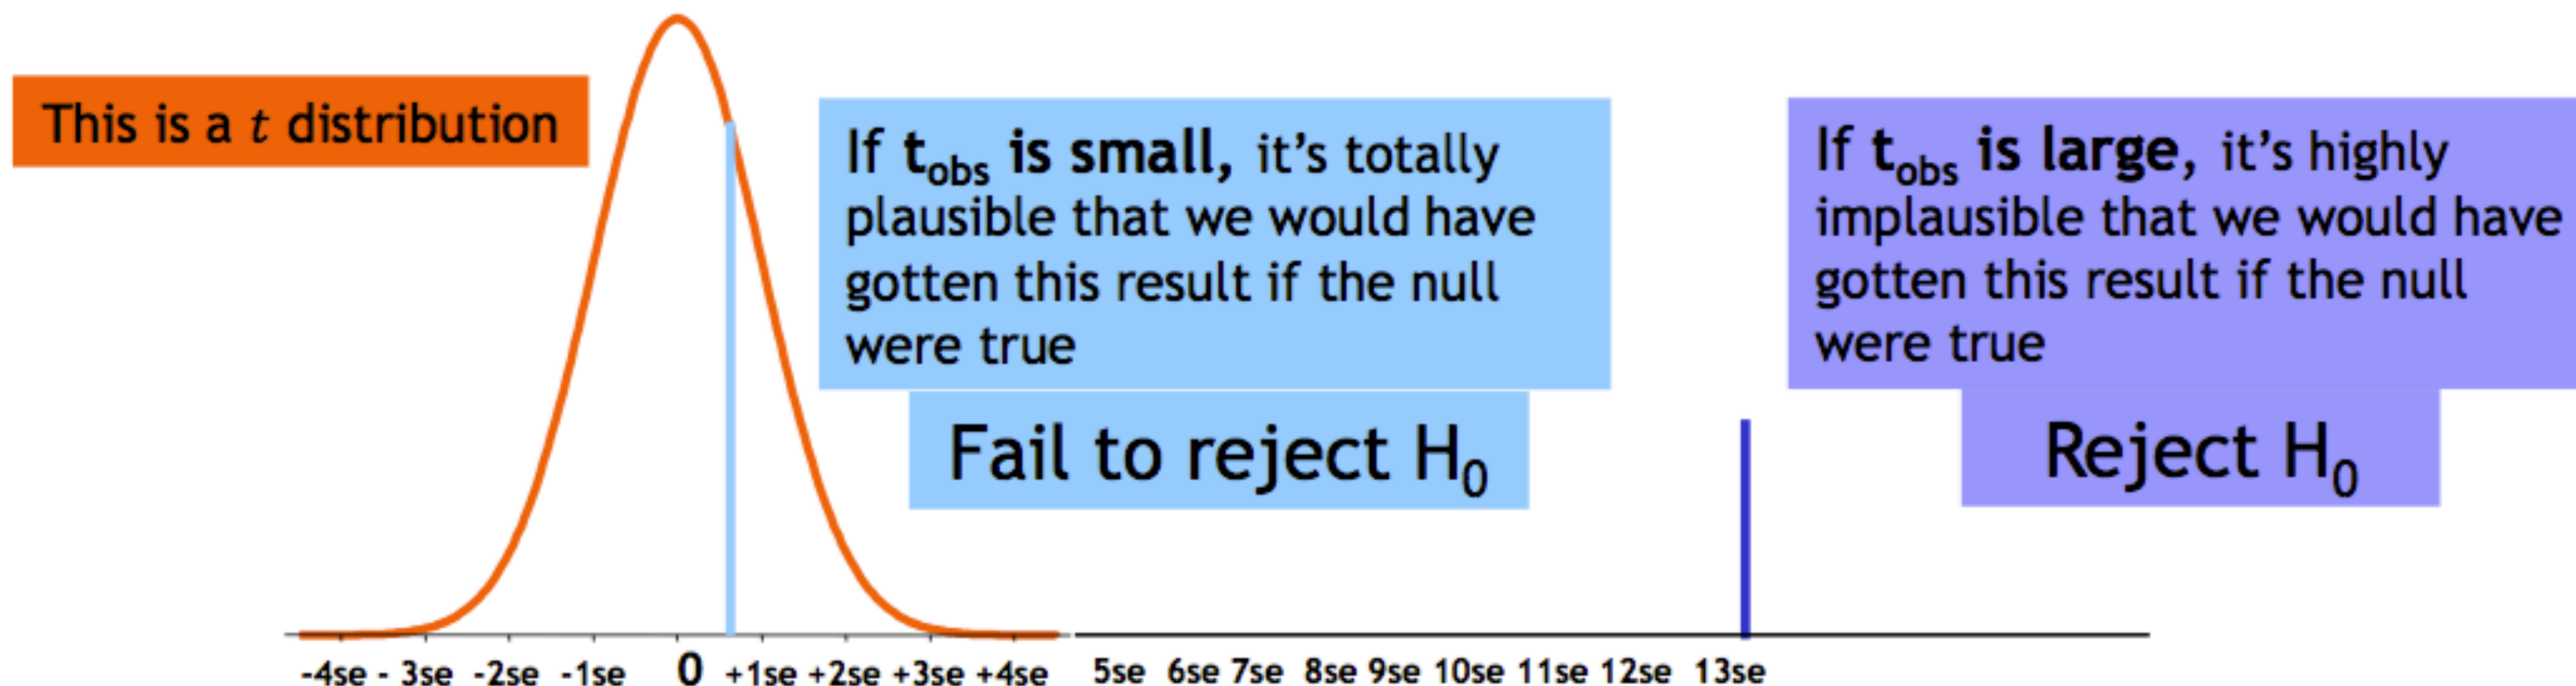 This is a t distribution
If tobs is small, it's totally
plausible that we would have
gotten this result if the null
were true
Fail to reject H0
If tobs is large, it's highly
implausible that we would have
gotten this result if the null
were true
Reject H0
-4se - 3se -2se -1se 0 +1se +2se +3se +4se 5se 6se 7se 8se 9se 10se 11se 12se 13se